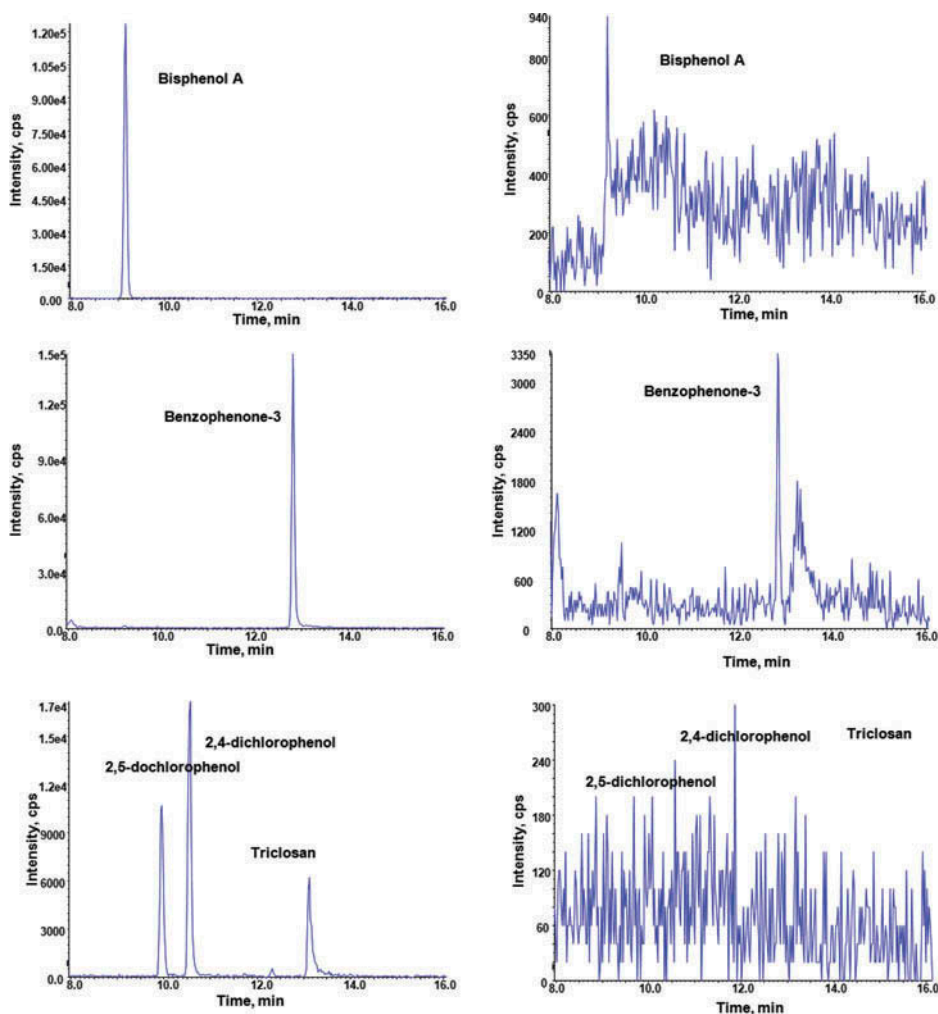 1.20e5
1.05e5
9.00e4
7.50e4
6.00e4
4.50e4
3.00e4
1.50e4
0.00
Intensity, cps
Bisphenol A
8.0 10.0 12.0 14.0 16.0
Time, min
940
800
600
400
200
0
Intensity, cps
Bisphenol A
8.0 10.0 12.0 14.0 16.0
Time, min
1.5e5
1.2e5
9.0e4
6.0e4
3.0e4
0.0
Intensity, cps
Benzophenone-3
8.0 10.0 12.0 14.0 16.0
Time, min
3350
3000
2400
1800
1200
600
0
Intensity, cps
Benzophenone-3
8.0 10.0 12.0 14.0 16.0
Time, min
1.7e4
1.5e4
1.2e4
9000
6000
3000
0.0
Intensity, cps
2,4-dichlorophenol
2,5-dochlorophenol
Triclosan
8.0 10.0 12.0 14.0 16.0
Time, min
300
240
180
120
60
0
Intensity, cps
Triclosan
2,4-dichlorophenol
2,5-dichlorophenol
8.0 10.0 12.0 14.0 16.0
Time, min